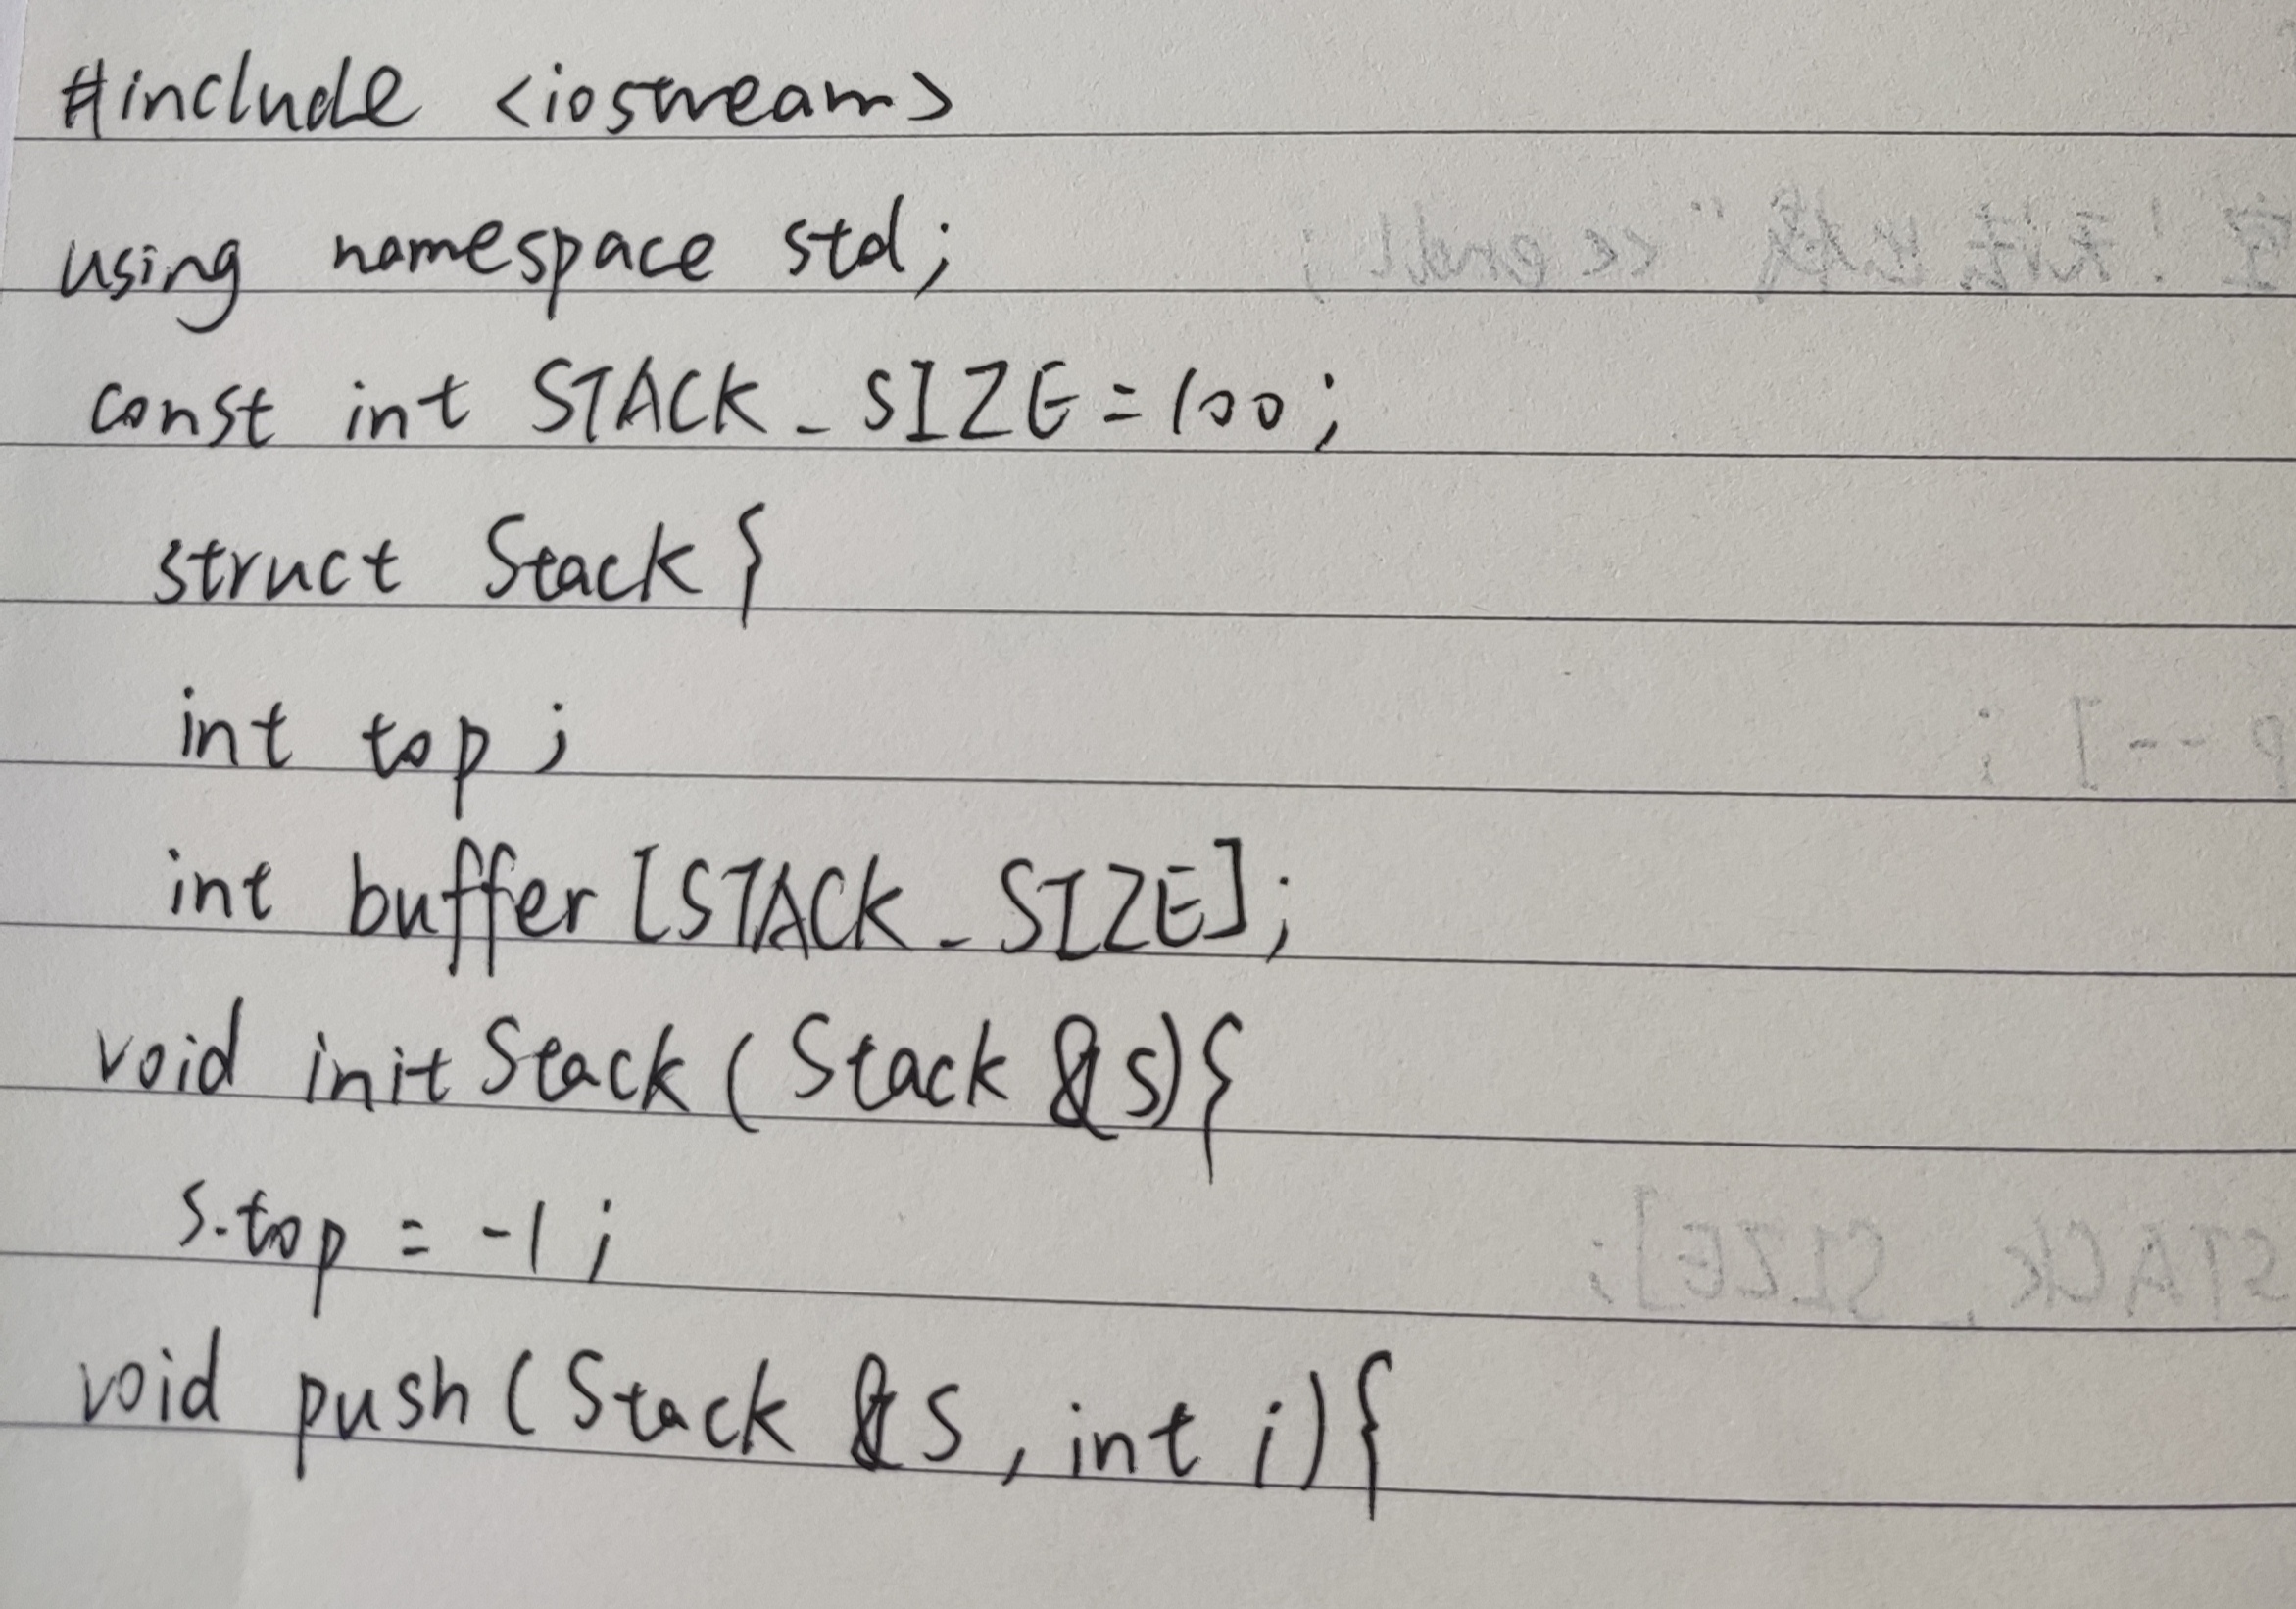 #include <iostream>
using namespace std;
const int STACK_SIZE=100;
struct Stack{
int top;
int buffer[STACK_SIZE];
void initStack(Stack &s){
s.top = -1;
void push(Stack &s, int i){